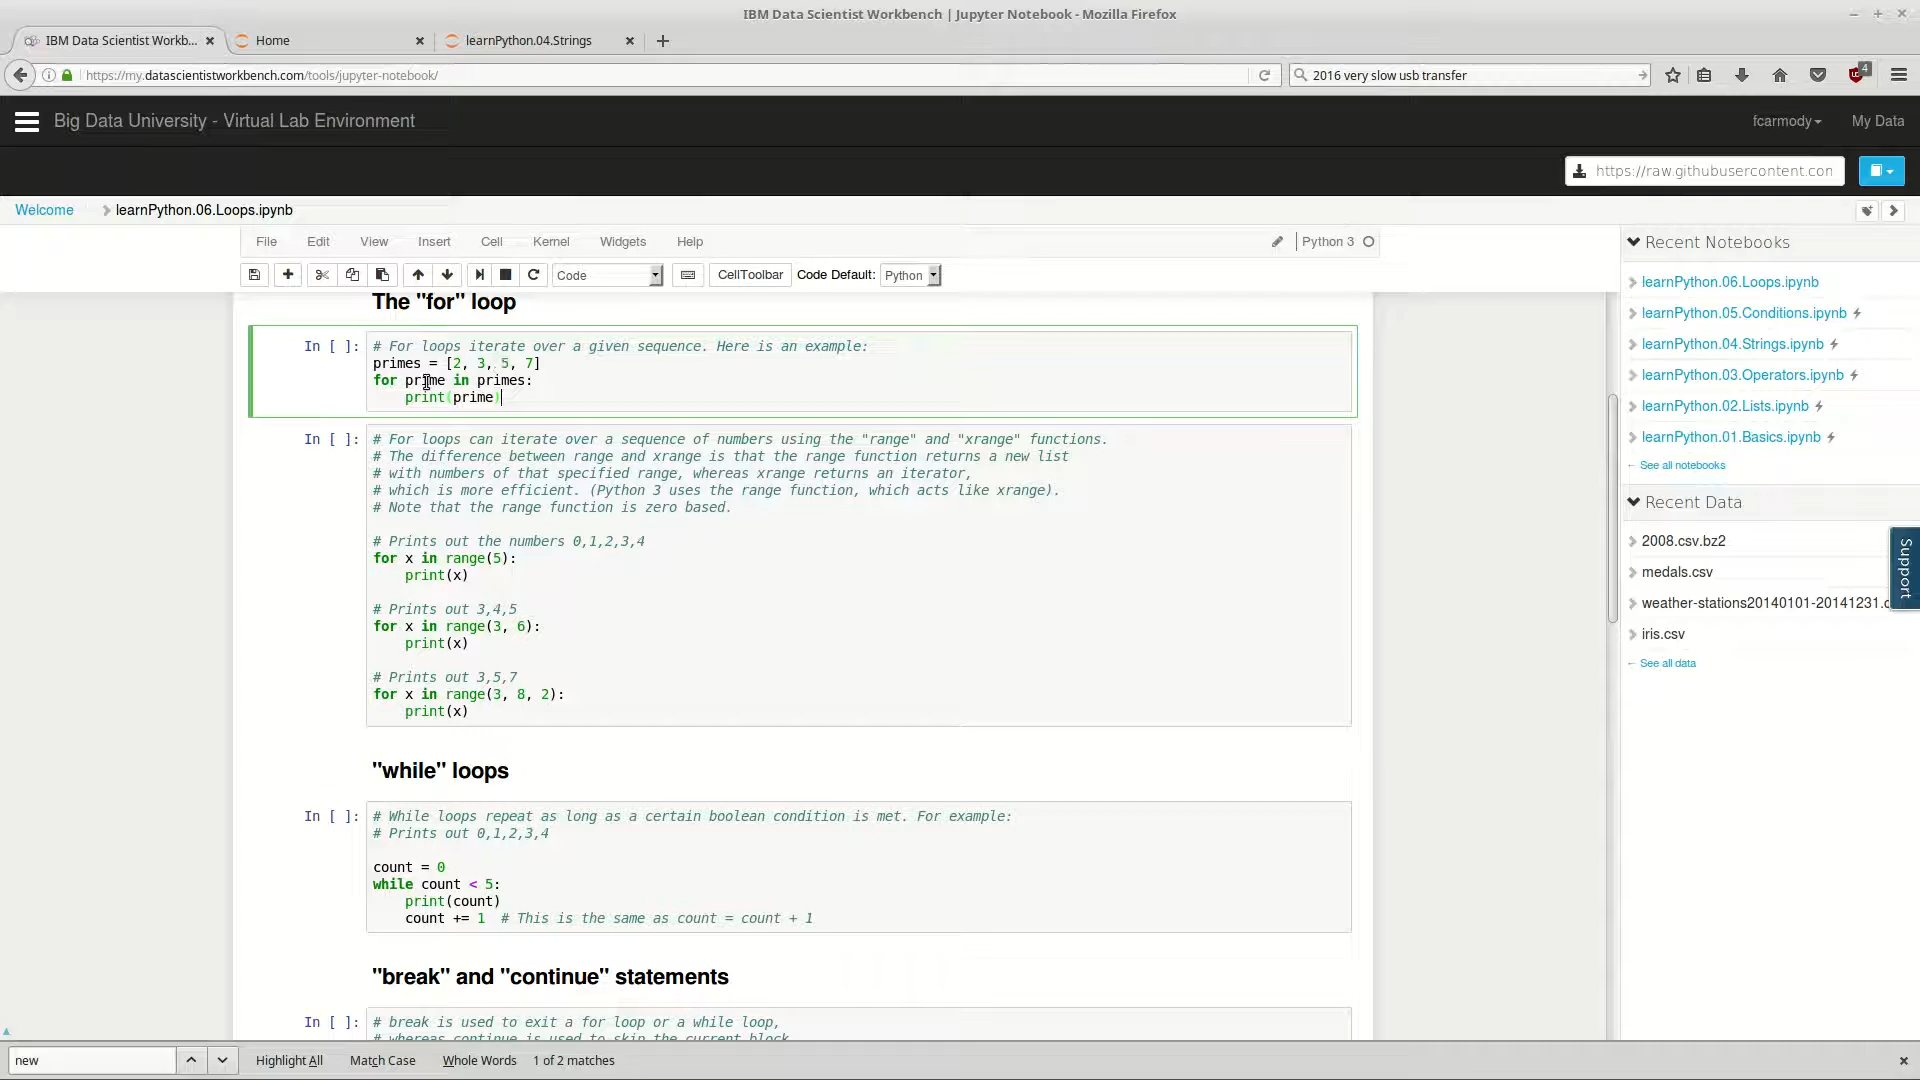 IBM Data Scientist Workbench | Jupyter Notebook - Mozilla Firefox
IBM Data Scientist Workb... Home learnPython.04.Strings
https://my.datascientistworkbench.com/tools/jupyter-notebook/ 2016 very slow usb transfer 4
Big Data University - Virtual Lab Environment fcarmody My Data
https://raw.githubusercontent.con
Welcome learnPython.06.Loops.ipynb
File Edit View Insert Cell Kernel Widgets Help Python 3
Code CellToolbar Code Default: Python
The "for" loop
In [ ]: # For loops iterate over a given sequence. Here is an example:
primes = [2, 3, 5, 7]
for prime in primes:
    print(prime)
In [ ]: # For loops can iterate over a sequence of numbers using the "range" and "xrange" functions.
# The difference between range and xrange is that the range function returns a new list
# with numbers of that specified range, whereas xrange returns an iterator,
# which is more efficient. (Python 3 uses the range function, which acts like xrange).
# Note that the range function is zero based.
# Prints out the numbers 0,1,2,3,4
for x in range(5):
    print(x)
# Prints out 3,4,5
for x in range(3, 6):
    print(x)
# Prints out 3,5,7
for x in range(3, 8, 2):
    print(x)
"while" loops
In [ ]: # While loops repeat as long as a certain boolean condition is met. For example:
# Prints out 0,1,2,3,4
count = 0
while count < 5:
    print(count)
    count += 1  # This is the same as count = count + 1
"break" and "continue" statements
In [ ]: # break is used to exit a for loop or a while loop,
# whereas continue is used to skip the current block
Recent Notebooks
learnPython.06.Loops.ipynb
learnPython.05.Conditions.ipynb
learnPython.04.Strings.ipynb
learnPython.03.Operators.ipynb
learnPython.02.Lists.ipynb
learnPython.01.Basics.ipynb
← See all notebooks
Recent Data
2008.csv.bz2
medals.csv
weather-stations20140101-20141231.c
iris.csv
← See all data
Support
new Highlight All Match Case Whole Words 1 of 2 matches